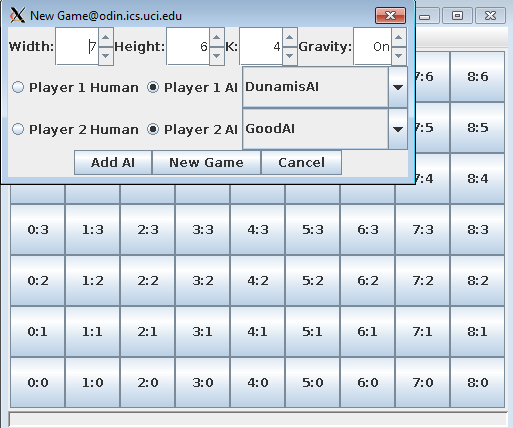 New Game@odin.ics.uci.edu
Width: 7 Height: 6 K: 4 Gravity: On
Player 1 Human Player 1 AI DunamisAI
Player 2 Human Player 2 AI GoodAI
Add AI New Game Cancel
7:6 8:6
7:5 8:5
7:4 8:4
0:3 1:3 2:3 3:3 4:3 5:3 6:3 7:3 8:3
0:2 1:2 2:2 3:2 4:2 5:2 6:2 7:2 8:2
0:1 1:1 2:1 3:1 4:1 5:1 6:1 7:1 8:1
0:0 1:0 2:0 3:0 4:0 5:0 6:0 7:0 8:0